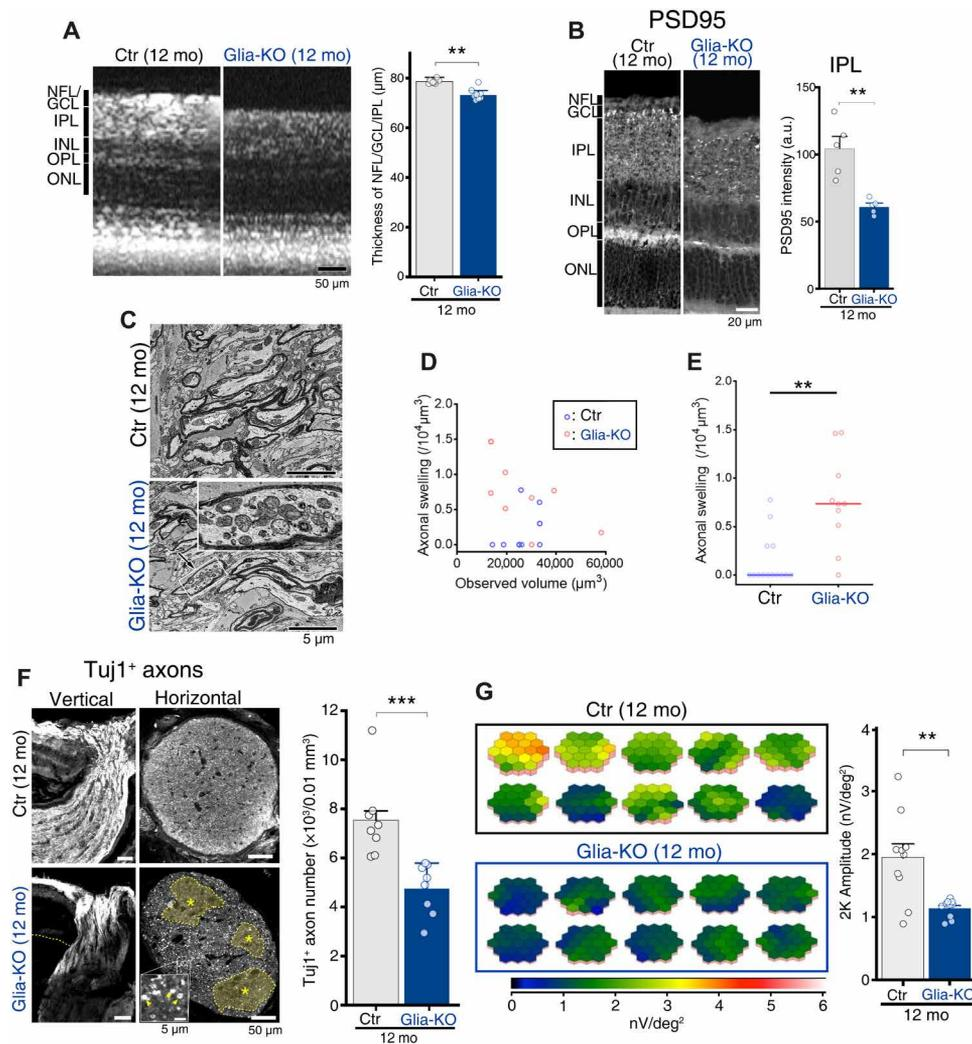 A
Ctr (12 mo) Glia-KO (12 mo)
NFL/
GCL
IPL
INL
OPL
ONL
50 µm
Thickness of NFL/GCL/IPL (µm)
80
60
40
20
0
**
Ctr Glia-KO
12 mo
PSD95
B
Ctr
(12 mo)
Glia-KO
(12 mo)
NFL
GCL
IPL
INL
OPL
ONL
20 µm
IPL
PSD95 intensity (a.u.)
150
100
50
0
**
Ctr Glia-KO
12 mo
C
Ctr (12 mo)
Glia-KO (12 mo)
5 µm
D
Axonal swelling (/10⁴µm³)
2.0
1.5
1.0
0.5
0.0
0 20,000 40,000 60,000
Observed volume (µm³)
: Ctr
: Glia-KO
E
Axonal swelling (/10⁴µm³)
2.0
1.5
1.0
0.5
0.0
**
Ctr Glia-KO
F
Tuj1⁺ axons
Vertical Horizontal
Ctr (12 mo)
Glia-KO (12 mo)
*
*
*
5 µm 50 µm
Tuj1⁺ axon number (×10³/0.01 mm³)
12
10
8
6
4
2
0
***
Ctr Glia-KO
12 mo
G
Ctr (12 mo)
Glia-KO (12 mo)
0 1 2 3 4 5 6
nV/deg²
2K Amplitude (nV/deg²)
4
3
2
1
0
**
Ctr Glia-KO
12 mo